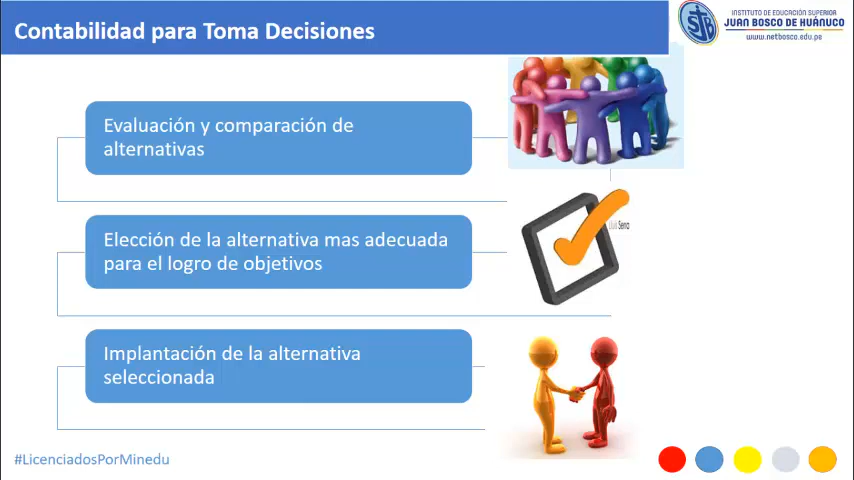 Contabilidad para Toma Decisiones
INSTITUTO DE EDUCACIÓN SUPERIOR
JUAN BOSCO DE HUÁNUCO
www.netbosco.edu.pe
Evaluación y comparación de
alternativas
Elección de la alternativa mas adecuada
para el logro de objetivos
Serra
Implantación de la alternativa
seleccionada
#LicenciadosPorMinedu